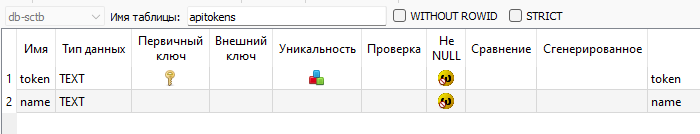 db-sctb Имя таблицы: apitokens WITHOUT ROWID STRICT
Имя Тип данных Первичный ключ Внешний ключ Уникальность Проверка Не NULL Сравнение Сгенерированное
1 token TEXT token
2 name TEXT name